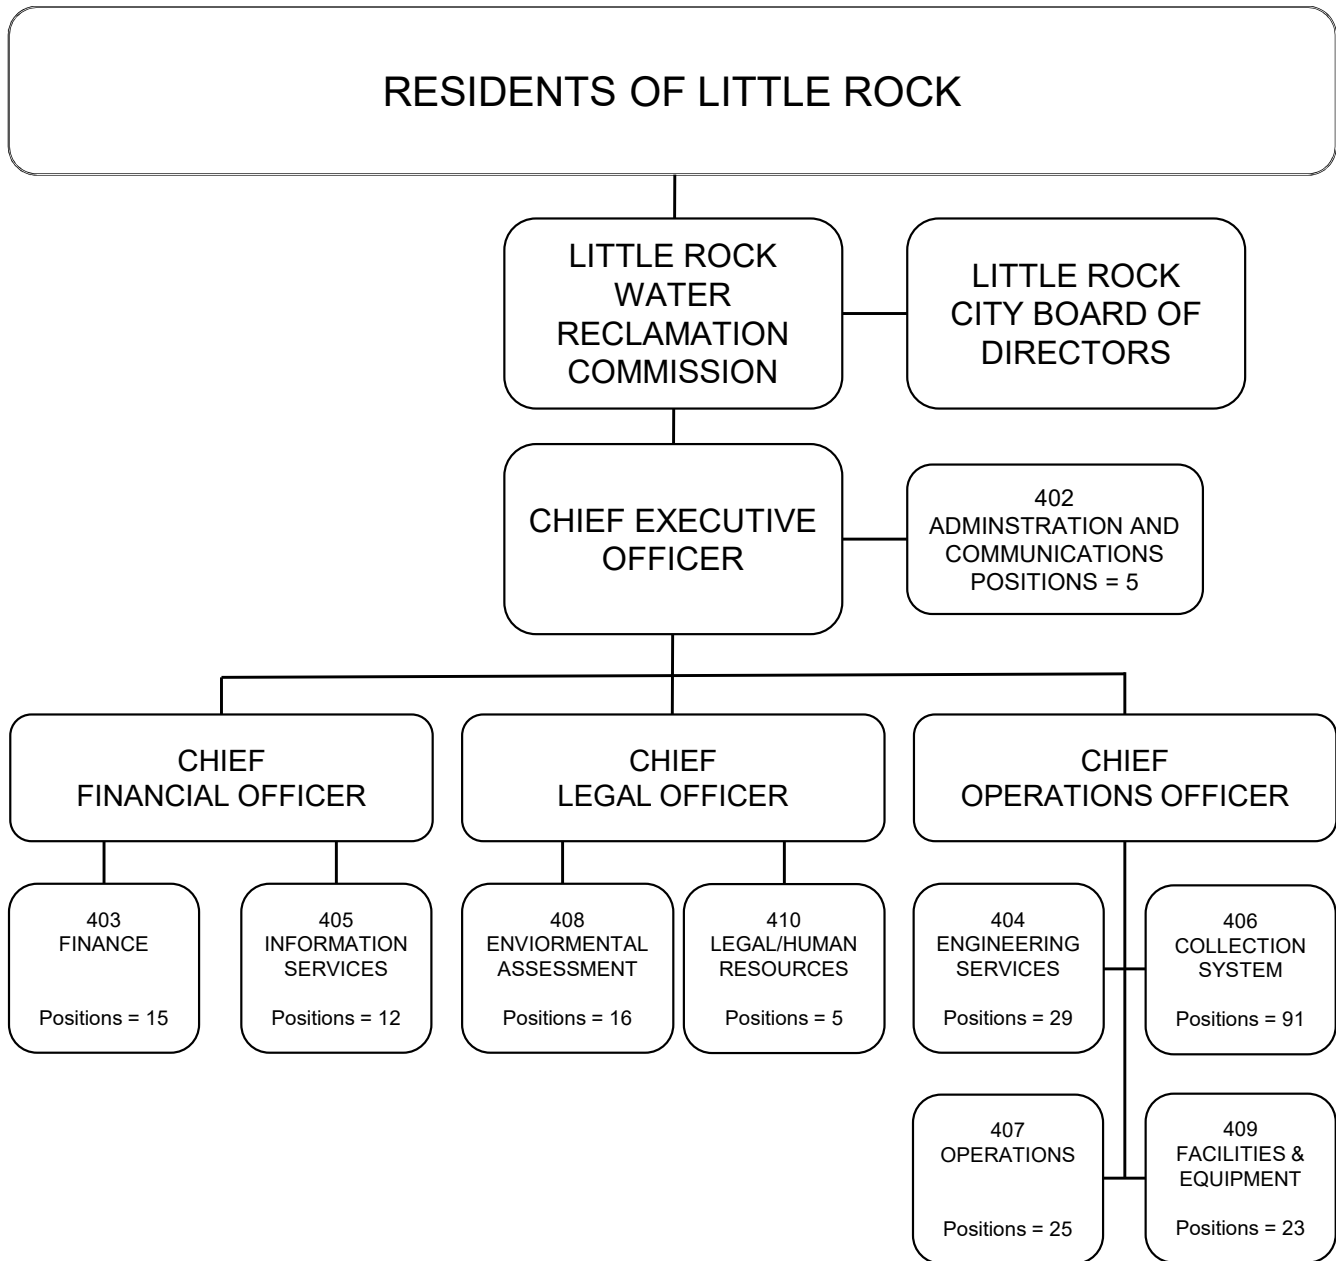 RESIDENTS OF LITTLE ROCK
LITTLE ROCK
WATER
RECLAMATION
COMMISSION
LITTLE ROCK
CITY BOARD OF
DIRECTORS
CHIEF EXECUTIVE
OFFICER
402
ADMINSTRATION AND
COMMUNICATIONS
POSITIONS = 5
CHIEF
FINANCIAL OFFICER
CHIEF
LEGAL OFFICER
CHIEF
OPERATIONS OFFICER
403
FINANCE
Positions = 15
405
INFORMATION
SERVICES
Positions = 12
408
ENVIORMENTAL
ASSESSMENT
Positions = 16
410
LEGAL/HUMAN
RESOURCES
Positions = 5
404
ENGINEERING
SERVICES
Positions = 29
406
COLLECTION
SYSTEM
Positions = 91
407
OPERATIONS
Positions = 25
409
FACILITIES &
EQUIPMENT
Positions = 23